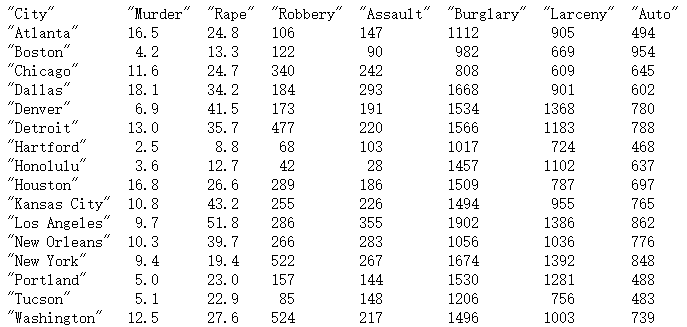 "City" "Murder" "Rape" "Robbery" "Assault" "Burglary" "Larceny" "Auto"
"Atlanta" 16.5 24.8 106 147 1112 905 494
"Boston" 4.2 13.3 122 90 982 669 954
"Chicago" 11.6 24.7 340 242 808 609 645
"Dallas" 18.1 34.2 184 293 1668 901 602
"Denver" 6.9 41.5 173 191 1534 1368 780
"Detroit" 13.0 35.7 477 220 1566 1183 788
"Hartford" 2.5 8.8 68 103 1017 724 468
"Honolulu" 3.6 12.7 42 28 1457 1102 637
"Houston" 16.8 26.6 289 186 1509 787 697
"Kansas City" 10.8 43.2 255 226 1494 955 765
"Los Angeles" 9.7 51.8 286 355 1902 1386 862
"New Orleans" 10.3 39.7 266 283 1056 1036 776
"New York" 9.4 19.4 522 267 1674 1392 848
"Portland" 5.0 23.0 157 144 1530 1281 488
"Tucson" 5.1 22.9 85 148 1206 756 483
"Washington" 12.5 27.6 524 217 1496 1003 739